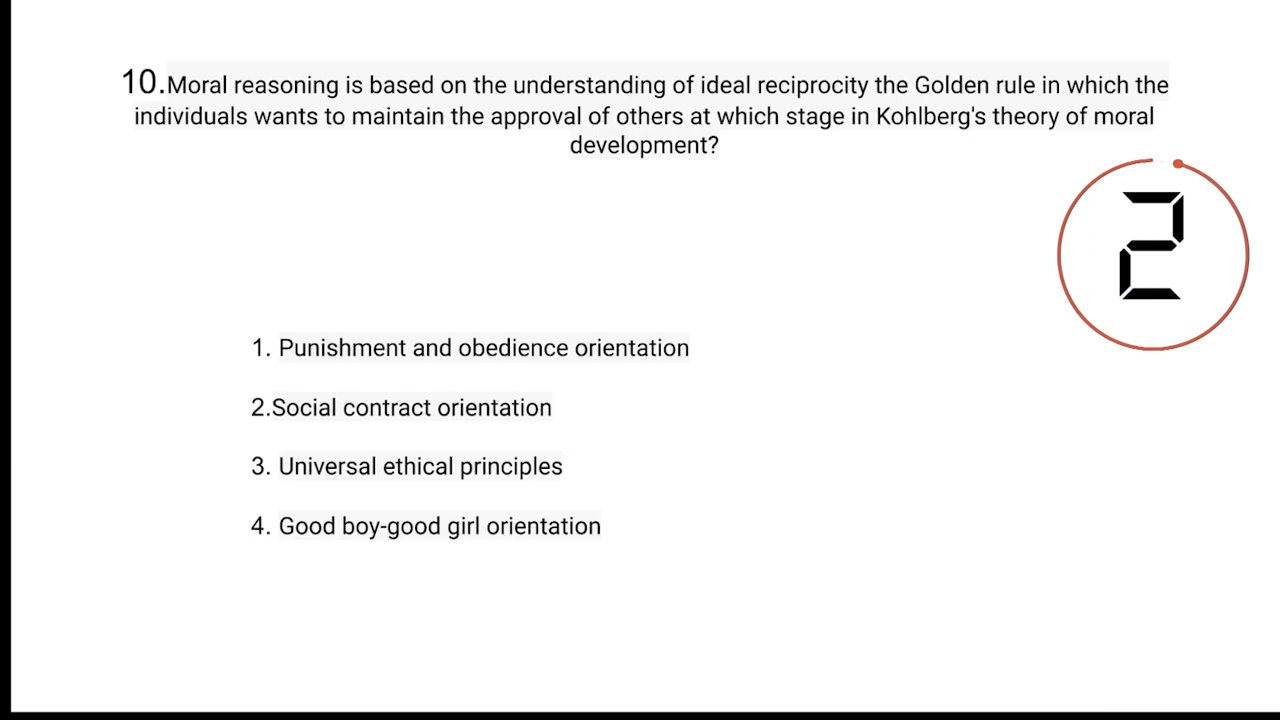 10.Moral reasoning is based on the understanding of ideal reciprocity the Golden rule in which the
individuals wants to maintain the approval of others at which stage in Kohlberg's theory of moral
development?
2
1. Punishment and obedience orientation
2.Social contract orientation
3. Universal ethical principles
4. Good boy-good girl orientation